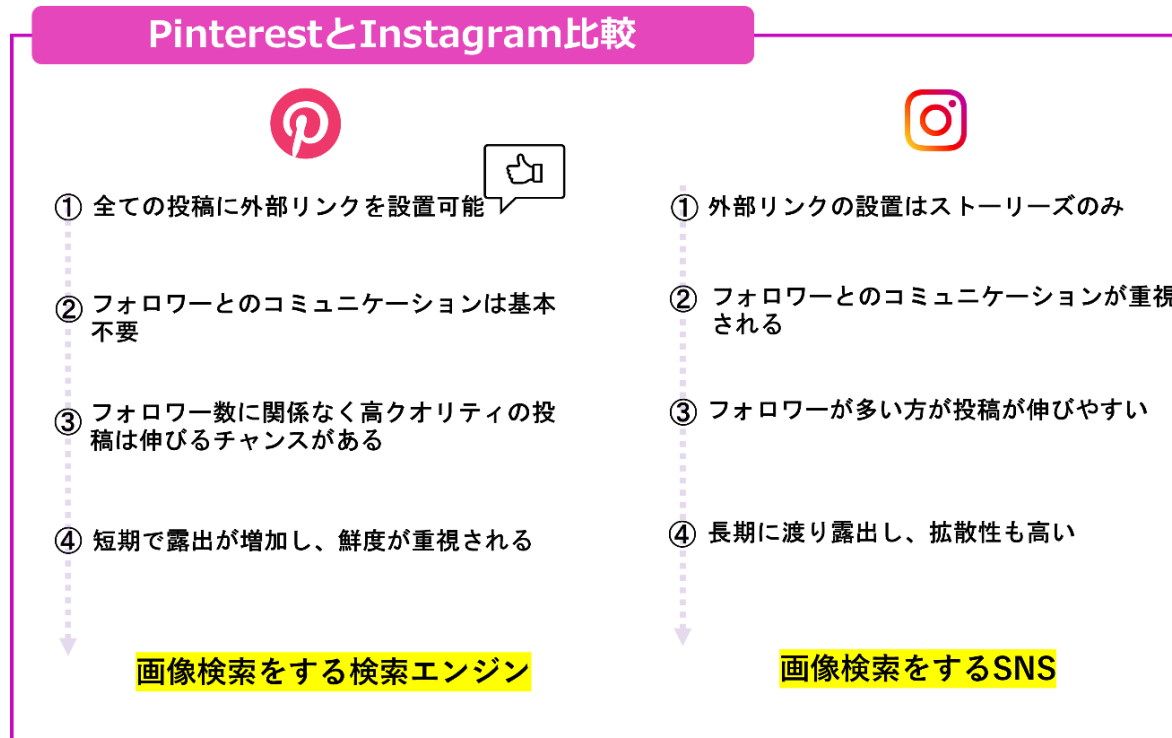 PinterestとInstagram比較
① 全ての投稿に外部リンクを設置可能
② フォロワーとのコミュニケーションは基本
不要
③ フォロワー数に関係なく高クオリティの投
稿は伸びるチャンスがある
④ 短期で露出が増加し、鮮度が重視される
画像検索をする検索エンジン
① 外部リンクの設置はストーリーズのみ
② フォロワーとのコミュニケーションが重視
される
③ フォロワーが多い方が投稿が伸びやすい
④ 長期に渡り露出し、拡散性も高い
画像検索をするSNS